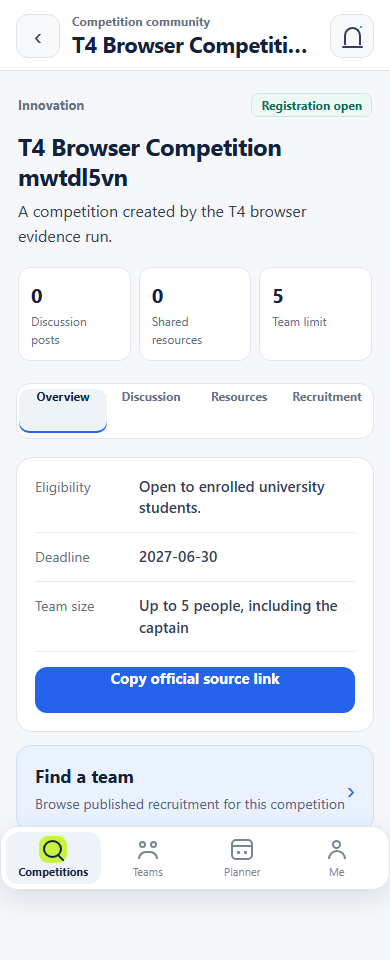 Competition community
T4 Browser Competiti...
Innovation
Registration open
T4 Browser Competition
mwtdl5vn
A competition created by the T4 browser
evidence run.
0
Discussion
posts
0
Shared
resources
5
Team limit
Overview
Discussion
Resources
Recruitment
Eligibility
Open to enrolled university
students.
Deadline
2027-06-30
Team size
Up to 5 people, including the
captain
Copy official source link
Find a team
Browse published recruitment for this competition
Competitions
Teams
Planner
Me